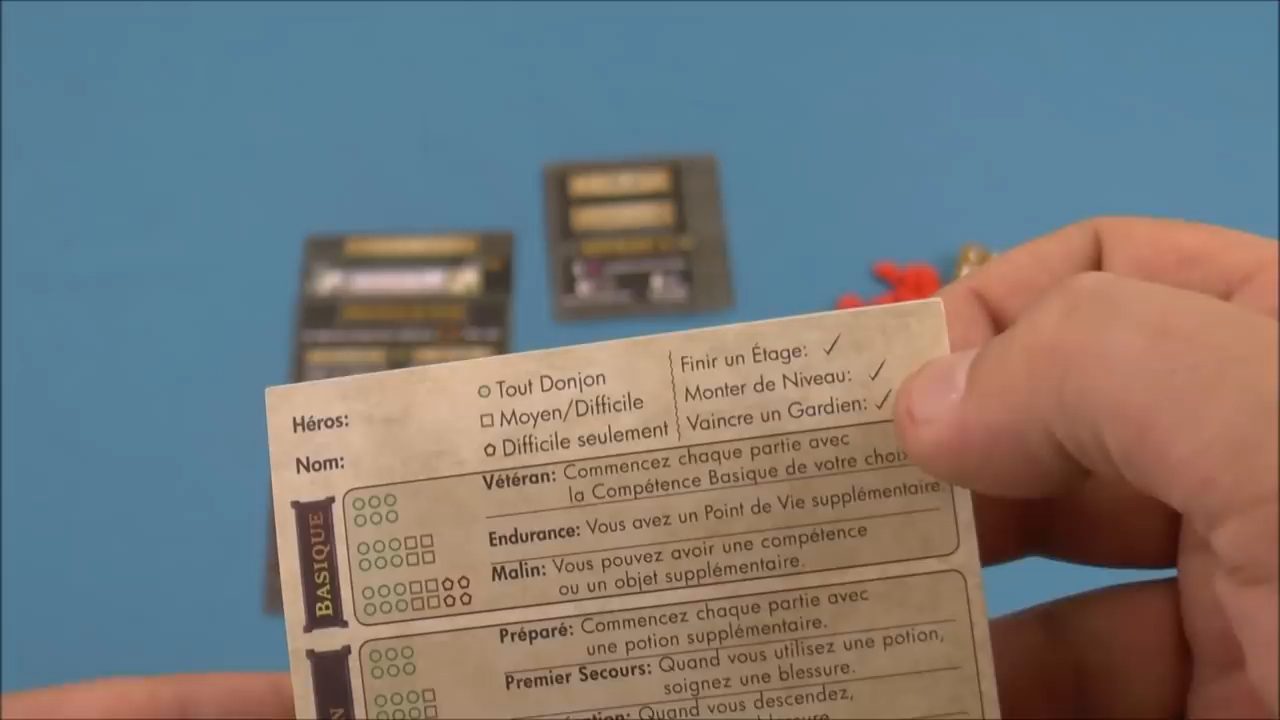 Héros:
Nom:
Tout Donjon
Moyen/Difficile
Difficile seulement
Finir un Étage: ✓
Monter de Niveau: ✓
Vaincre un Gardien: ✓
BASIQUE
Vétéran: Commencez chaque partie avec
la Compétence Basique de votre choix
Endurance: Vous avez un Point de Vie supplémentaire.
Malin: Vous pouvez avoir une compétence
ou un objet supplémentaire.
Préparé: Commencez chaque partie avec
une potion supplémentaire.
Premier Secours: Quand vous utilisez une potion,
soignez une blessure.
Quand vous descendez,
blessure.